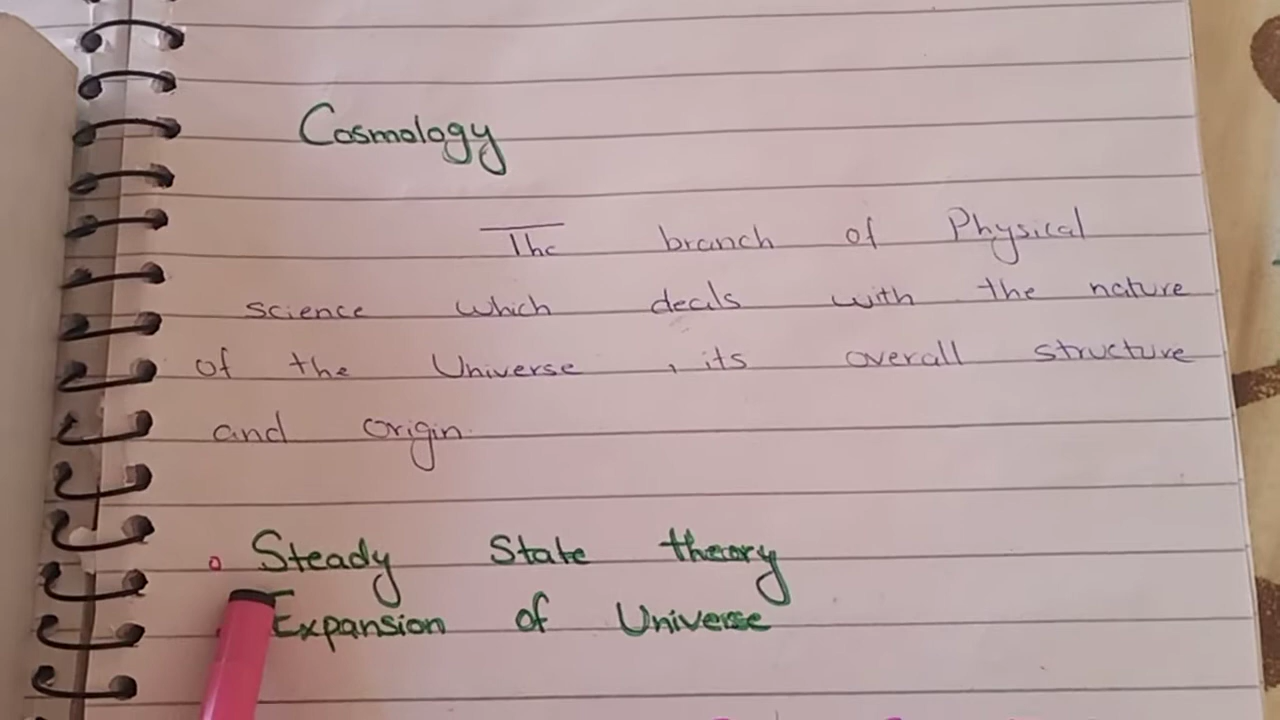 Cosmology
The branch of Physical
science which deals with the nature
of the Universe , its overall structure
and origin.
Steady State theory
Expansion of Universe